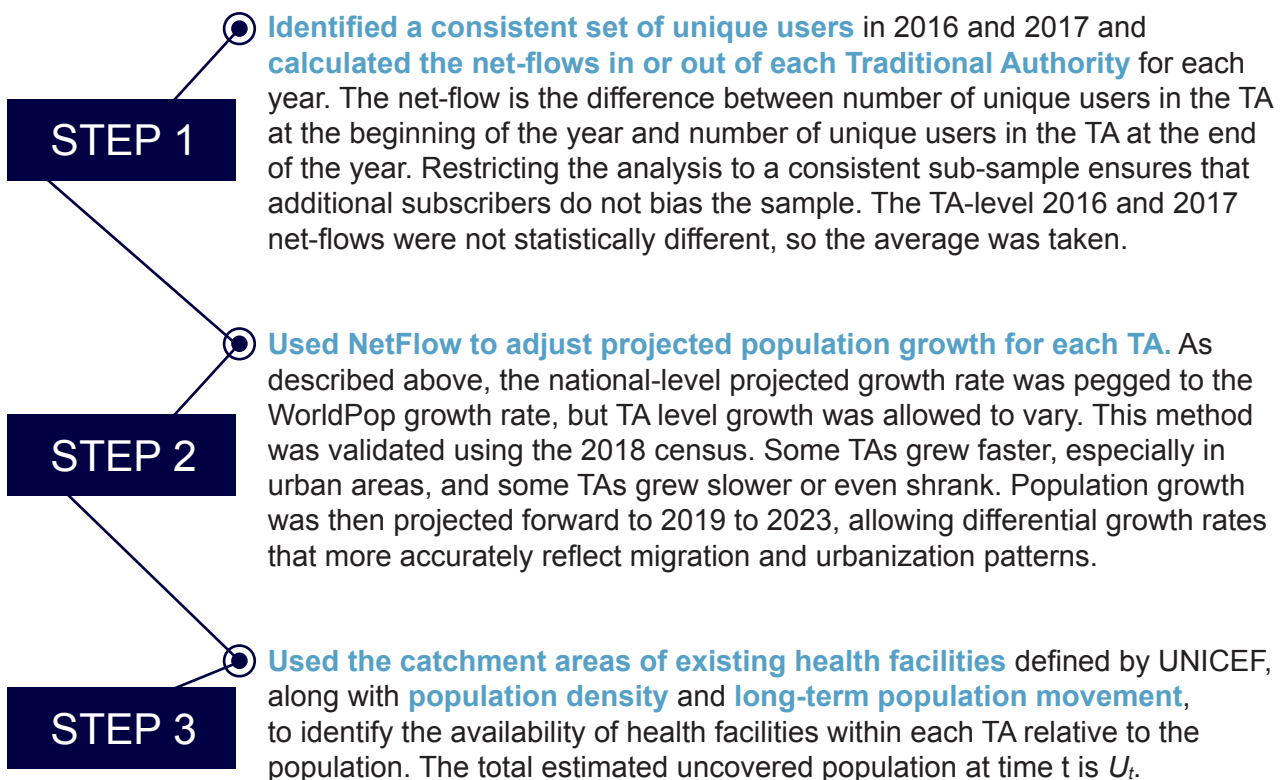 STEP 1
Identified a consistent set of unique users in 2016 and 2017 and
calculated the net-flows in or out of each Traditional Authority for each
year. The net-flow is the difference between number of unique users in the TA
at the beginning of the year and number of unique users in the TA at the end
of the year. Restricting the analysis to a consistent sub-sample ensures that
additional subscribers do not bias the sample. The TA-level 2016 and 2017
net-flows were not statistically different, so the average was taken.
STEP 2
Used NetFlow to adjust projected population growth for each TA. As
described above, the national-level projected growth rate was pegged to the
WorldPop growth rate, but TA level growth was allowed to vary. This method
was validated using the 2018 census. Some TAs grew faster, especially in
urban areas, and some TAs grew slower or even shrank. Population growth
was then projected forward to 2019 to 2023, allowing differential growth rates
that more accurately reflect migration and urbanization patterns.
STEP 3
Used the catchment areas of existing health facilities defined by UNICEF,
along with population density and long-term population movement,
to identify the availability of health facilities within each TA relative to the
population. The total estimated uncovered population at time t is Uₜ.